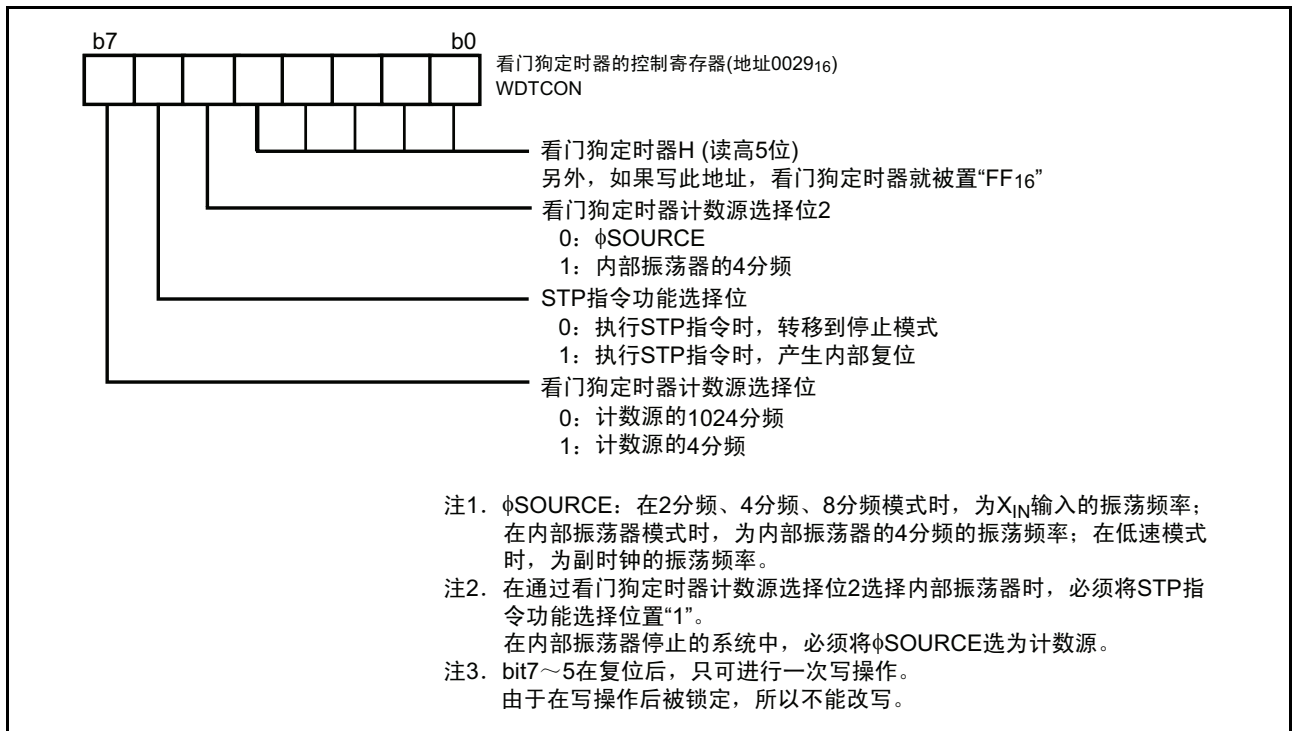 b7 b0
看门狗定时器的控制寄存器(地址0029₁₆)
WDTCON
看门狗定时器H (读高5位)
另外，如果写此地址，看门狗定时器就被置“FF₁₆”
看门狗定时器计数源选择位2
0：ϕSOURCE
1：内部振荡器的4分频
STP指令功能选择位
0：执行STP指令时，转移到停止模式
1：执行STP指令时，产生内部复位
看门狗定时器计数源选择位
0：计数源的1024分频
1：计数源的4分频
注1．ϕSOURCE：在2分频、4分频、8分频模式时，为X_IN输入的振荡频率；
在内部振荡器模式时，为内部振荡器的4分频的振荡频率；在低速模式
时，为副时钟的振荡频率。
注2．在通过看门狗定时器计数源选择位2选择内部振荡器时，必须将STP指
令功能选择位置“1”。
在内部振荡器停止的系统中，必须将ϕSOURCE选为计数源。
注3．bit7～5在复位后，只可进行一次写操作。
由于在写操作后被锁定，所以不能改写。